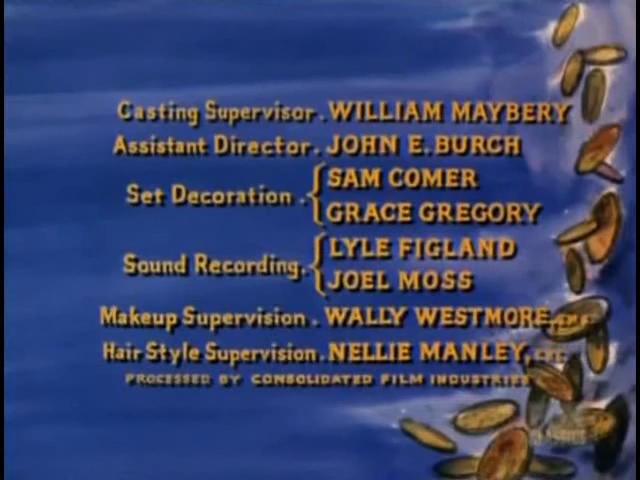 Casting Supervisor. WILLIAM MAYBERY
Assistant Director. JOHN E. BURCH
Set Decoration. { SAM COMER
GRACE GREGORY
Sound Recording. { LYLE FIGLAND
JOEL MOSS
Makeup Supervision. WALLY WESTMORE,
Hair Style Supervision. NELLIE MANLEY,
PROCESSED BY CONSOLIDATED FILM INDUSTRIES